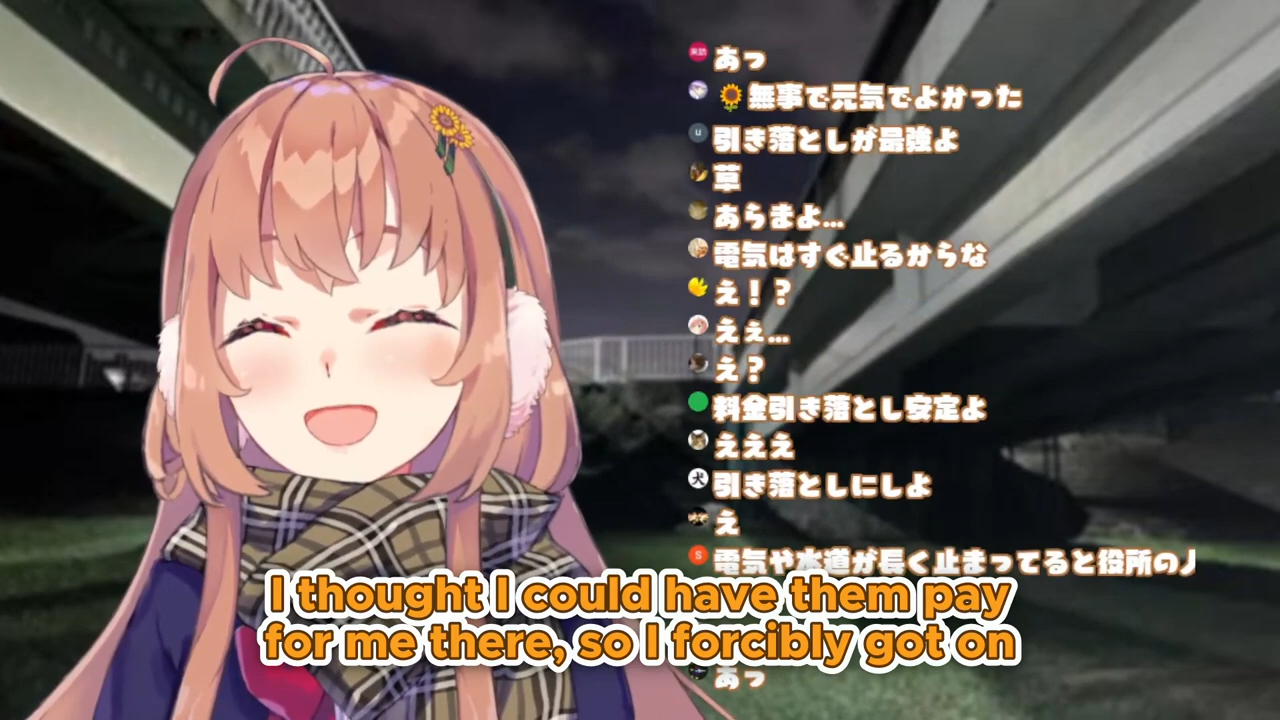 あっ
🌻無事で元気でよかった
引き落としが最強よ
草
あらまよ…
電気はすぐ止るからな
え！？
えぇ…
え？
料金引き落とし安定よ
えええ
引き落としにしよ
え
電気や水道が長く止まってると役所の人
I thought I could have them pay
for me there, so I forcibly got on
あっ